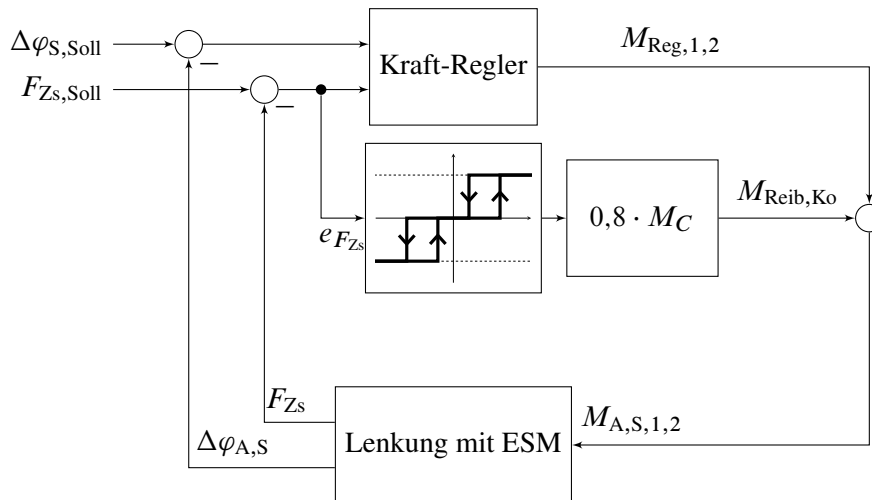 Δφ_S,Soll
F_Zs,Soll
Kraft-Regler
M_Reg,1,2
e_F_Zs
0,8 · M_C
M_Reib,Ko
F_Zs
Δφ_A,S
Lenkung mit ESM
M_A,S,1,2